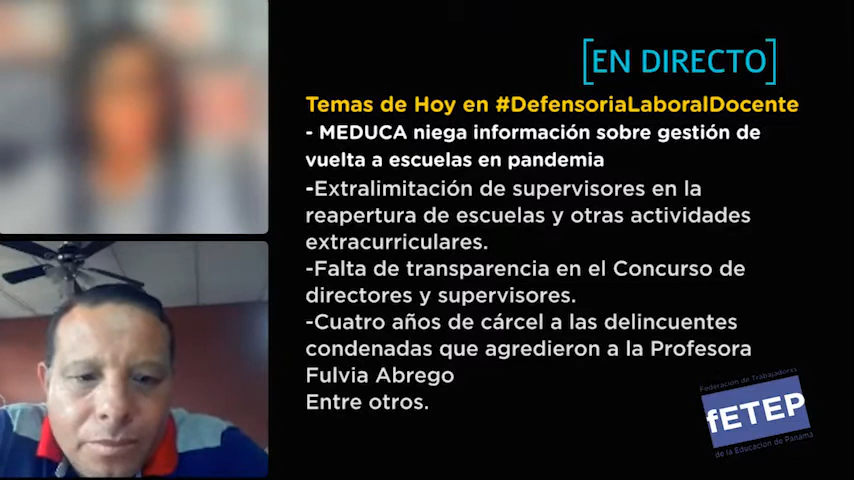 [EN DIRECTO]
Temas de Hoy en #DefensoriaLaboralDocente
- MEDUCA niega información sobre gestión de
vuelta a escuelas en pandemia
-Extralimitación de supervisores en la
reapertura de escuelas y otras actividades
extracurriculares.
-Falta de transparencia en el Concurso de
directores y supervisores.
-Cuatro años de cárcel a las delincuentes
condenadas que agredieron a la Profesora
Fulvia Abrego
Entre otros.
Federación de Trabajadorxs
fETEP
de la Educación de Panamá